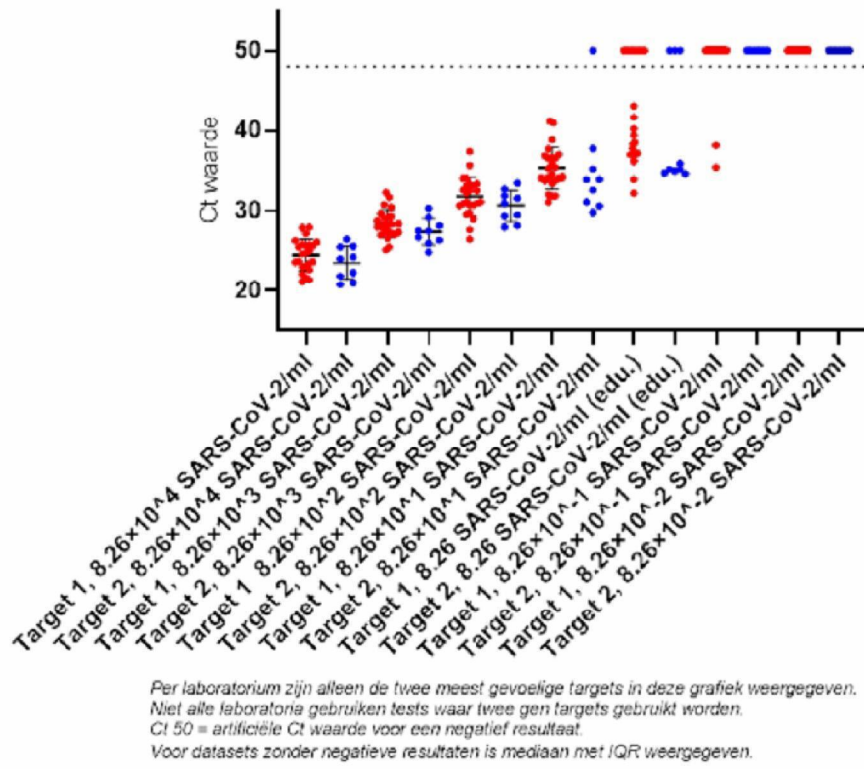 50
40
30
20
Ct waarde
Target 1, 8.26×10^4 SARS-CoV-2/ml
Target 2, 8.26×10^4 SARS-CoV-2/ml
Target 1, 8.26×10^3 SARS-CoV-2/ml
Target 2, 8.26×10^3 SARS-CoV-2/ml
Target 1, 8.26×10^2 SARS-CoV-2/ml
Target 2, 8.26×10^2 SARS-CoV-2/ml
Target 1, 8.26×10^1 SARS-CoV-2/ml
Target 2, 8.26×10^1 SARS-CoV-2/ml
Target 1, 8.26 SARS-CoV-2/ml (edu.)
Target 2, 8.26 SARS-CoV-2/ml (edu.)
Target 1, 8.26×10^-1 SARS-CoV-2/ml
Target 2, 8.26×10^-1 SARS-CoV-2/ml
Target 1, 8.26×10^-2 SARS-CoV-2/ml
Target 2, 8.26×10^-2 SARS-CoV-2/ml
Per laboratorium zijn alleen de twee meest gevoelige targets in deze grafiek weergegeven.
Niet alle laboratoria gebruiken tests waar twee gen targets gebruikt worden.
Ct 50 = artificiële Ct waarde voor een negatief resultaat.
Voor datasets zonder negatieve resultaten is mediaan met IQR weergegeven.